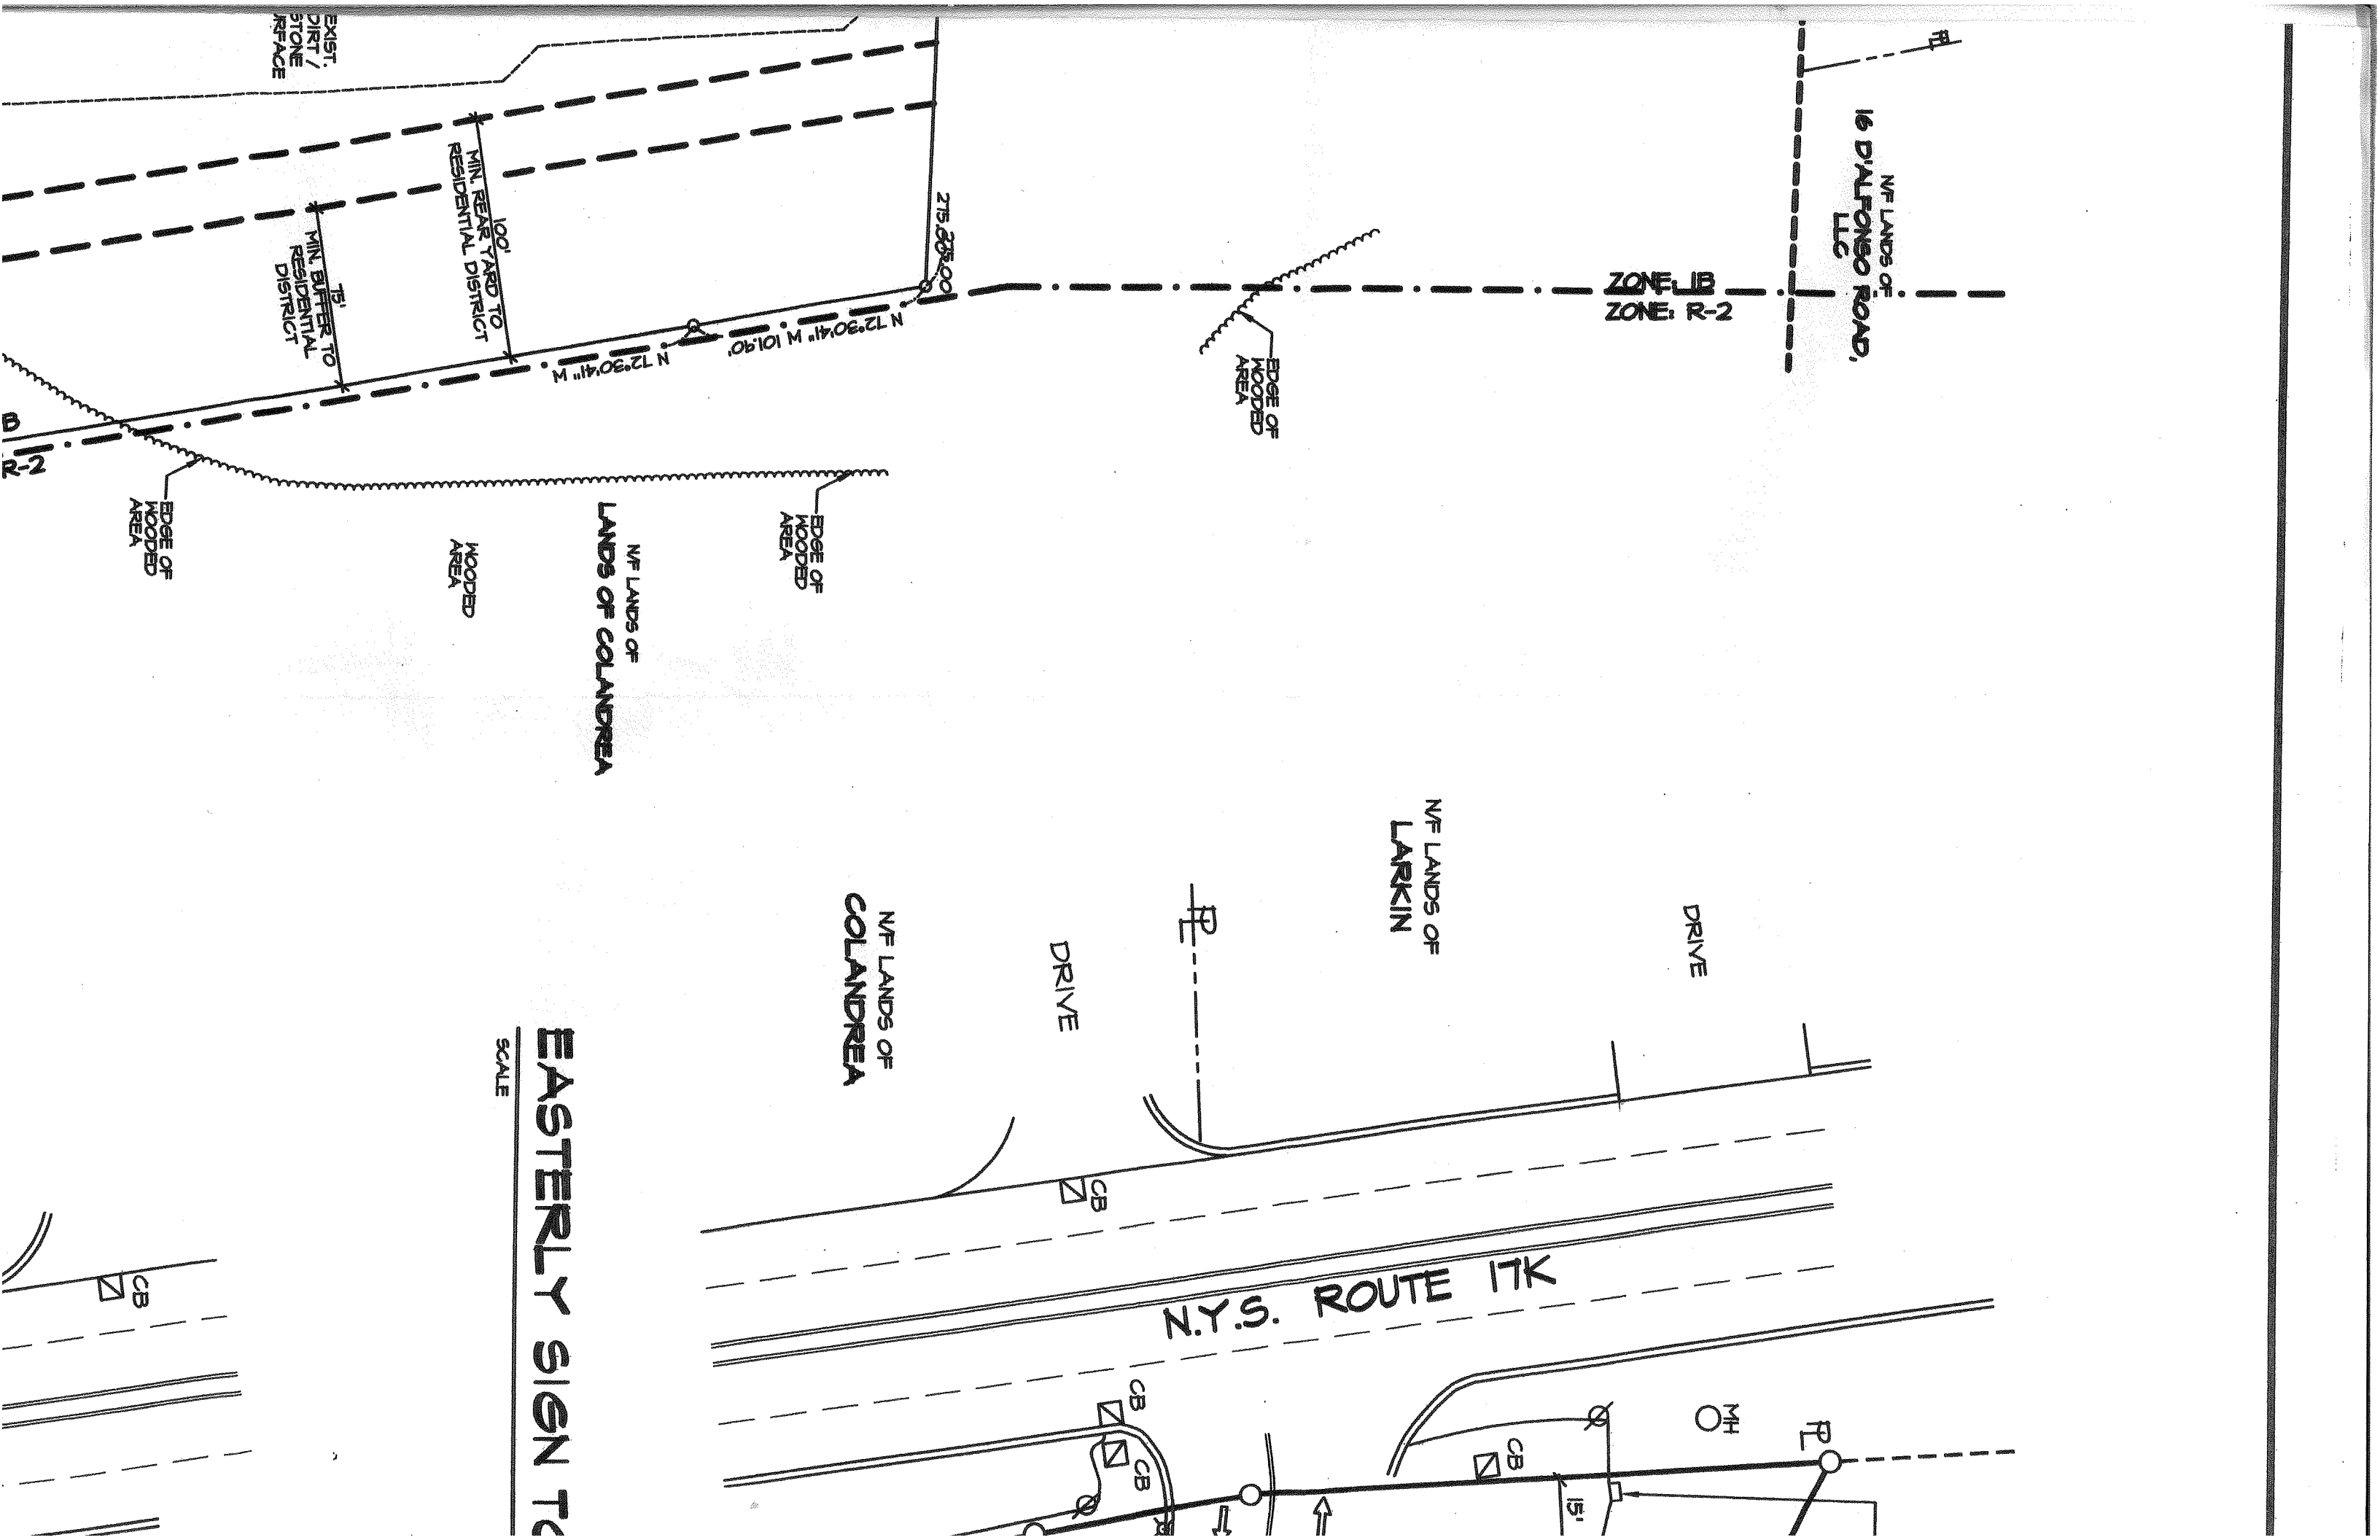 EXIST.
DIRT /
STONE
100'
MIN. REAR YARD TO
RESIDENTIAL DISTRICT
75'
MIN. BUFFER TO
RESIDENTIAL
DISTRICT
N 72°30'41" W
N 72°30'41" W 101.90'
B
R-2
EDGE OF
WOODED
AREA
WOODED
AREA
N/F LANDS OF
LANDS OF COLANDREA
EDGE OF
WOODED
AREA
EDGE OF
WOODED
AREA
ZONE: IB
ZONE: R-2
N/F LANDS OF
16 D'ALFONSO ROAD,
LLC
PL
N/F LANDS OF
COLANDREA
DRIVE
PL
N/F LANDS OF
LARKIN
DRIVE
EASTERLY SIGN
SCALE
CB
CB
N.Y.S. ROUTE 17K
CB
CB
CB
MH
PL
15'